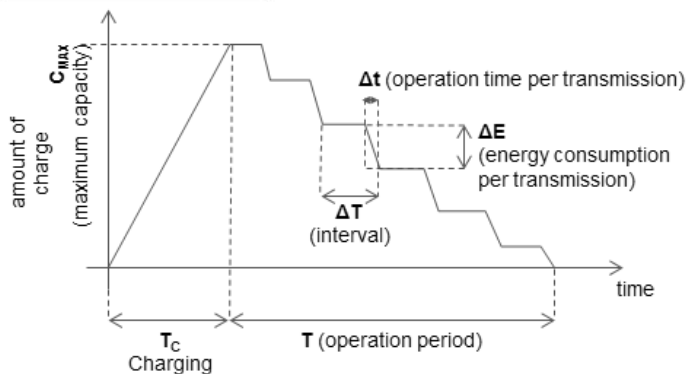 amount of
charge
C_MAX
(maximum capacity)
Δt (operation time per transmission)
ΔE
(energy consumption
per transmission)
ΔT
(interval)
time
T_C
Charging
T (operation period)